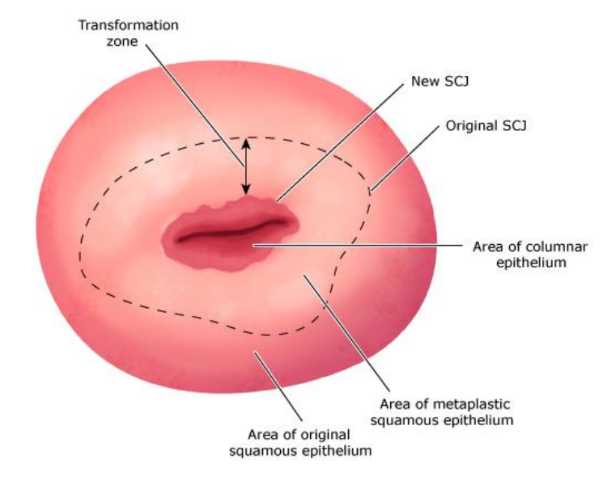 Transformation
zone
New SCJ
Original SCJ
Area of columnar
epithelium
Area of metaplastic
squamous epithelium
Area of original
squamous epithelium